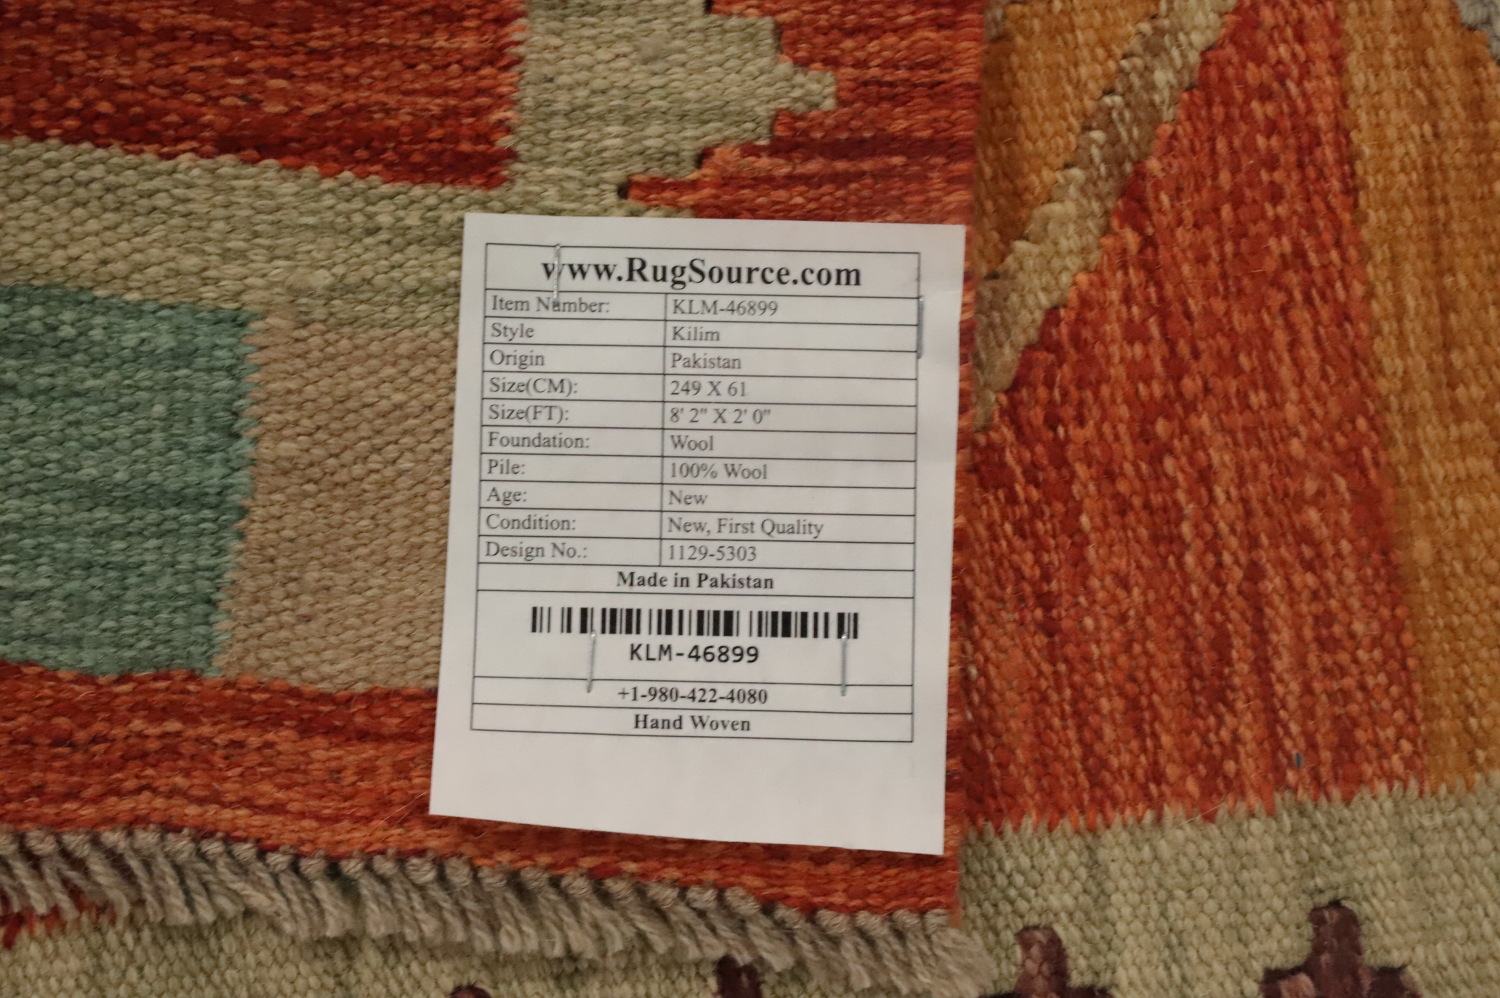 www.RugSource.com
Item Number: KLM-46899
Style Kilim
Origin Pakistan
Size(CM): 249 X 61
Size(FT): 8' 2" X 2' 0"
Foundation: Wool
Pile: 100% Wool
Age: New
Condition: New, First Quality
Design No.: 1129-5303
Made in Pakistan
KLM-46899
+1-980-422-4080
Hand Woven